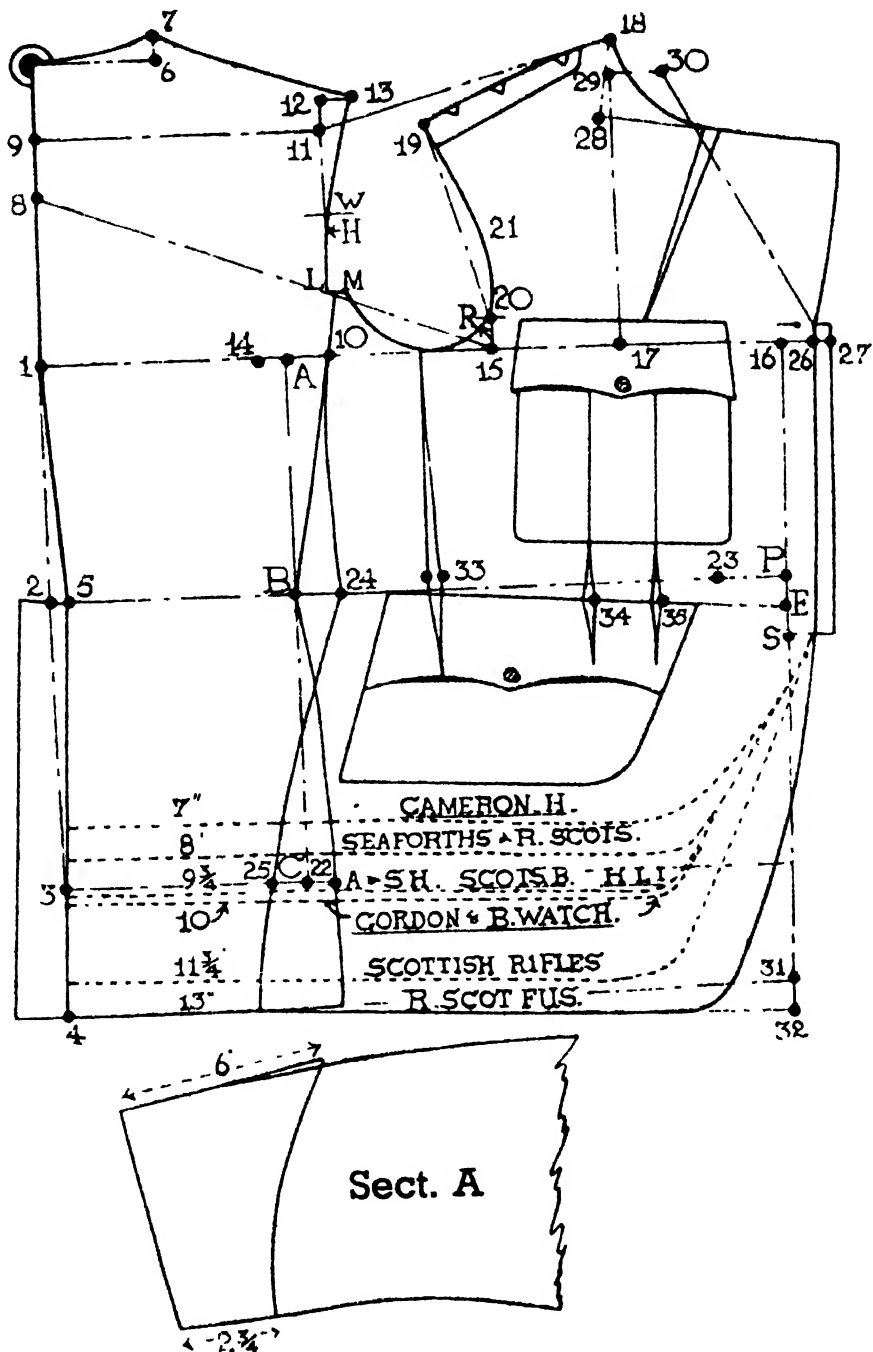 7
18
6
30
29
12 13
11
28
19
9
8
W
H
21
L M
20
R
14
10
1
A
15
17
16 26 27
23 P
2 5
B 24
33
34
35
E
S
7" CAMERON. H.
8' SEAFORTHS & R. SCOTS.
3 9¾ 25 C 22 A & S H. SCOTS. B. H L I
10 GORDON & B. WATCH.
11¾ SCOTTISH RIFLES 31
13" R. SCOT FUS.
4
32
6
Sect. A
2¾